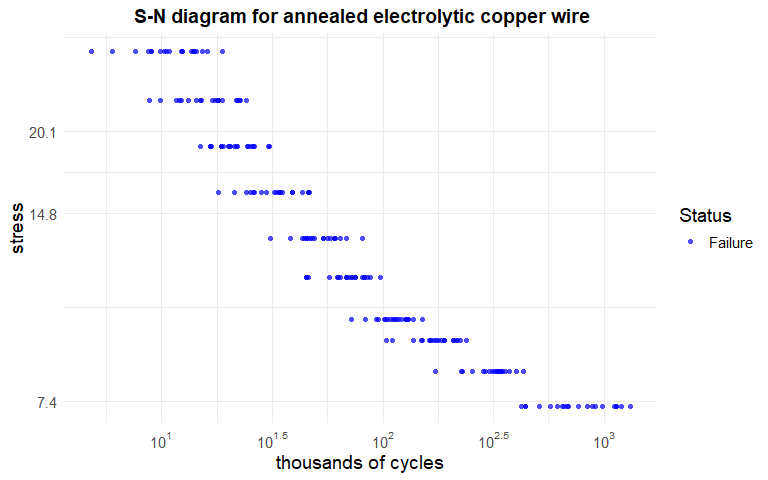 S-N diagram for annealed electrolytic copper wire
20.1
14.8
7.4
stress
10^1
10^1.5
10^2
10^2.5
10^3
thousands of cycles
Status
Failure